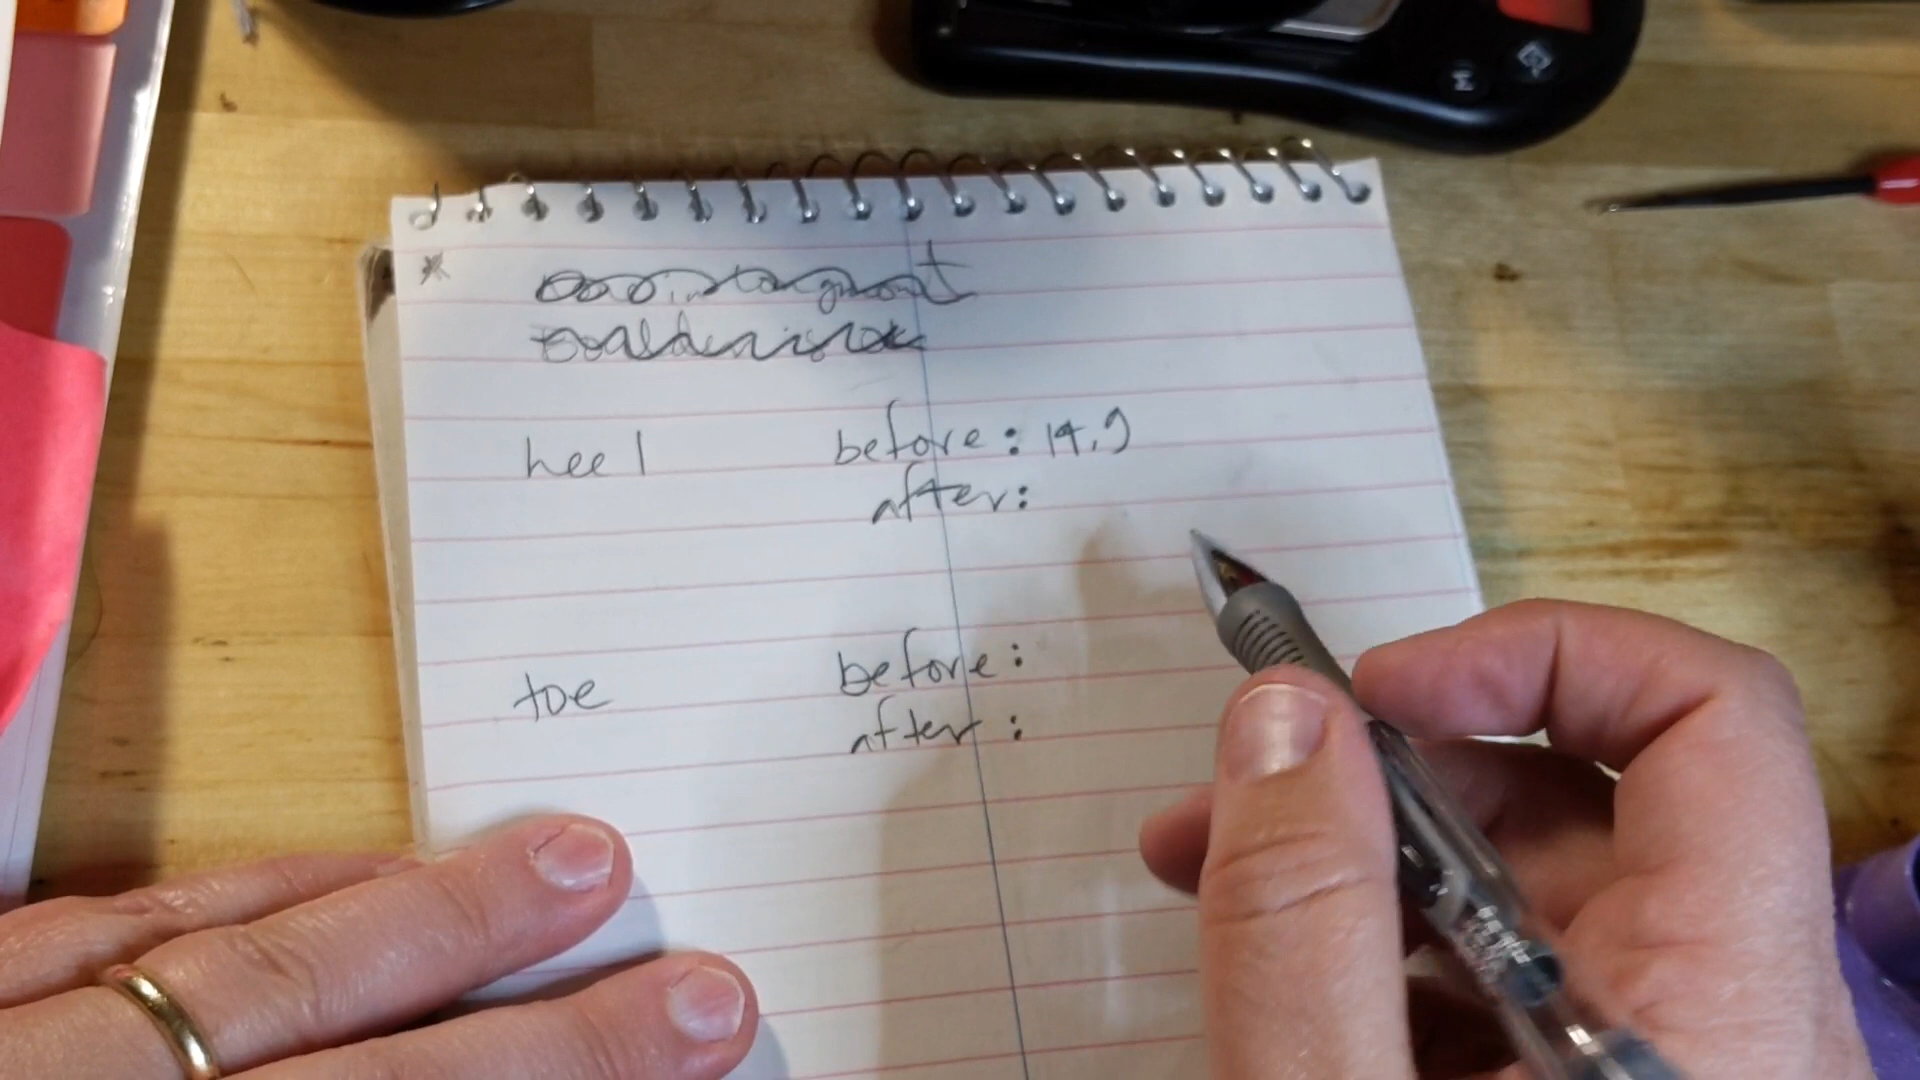 *
heel before: 14.9
after:
toe before:
after: